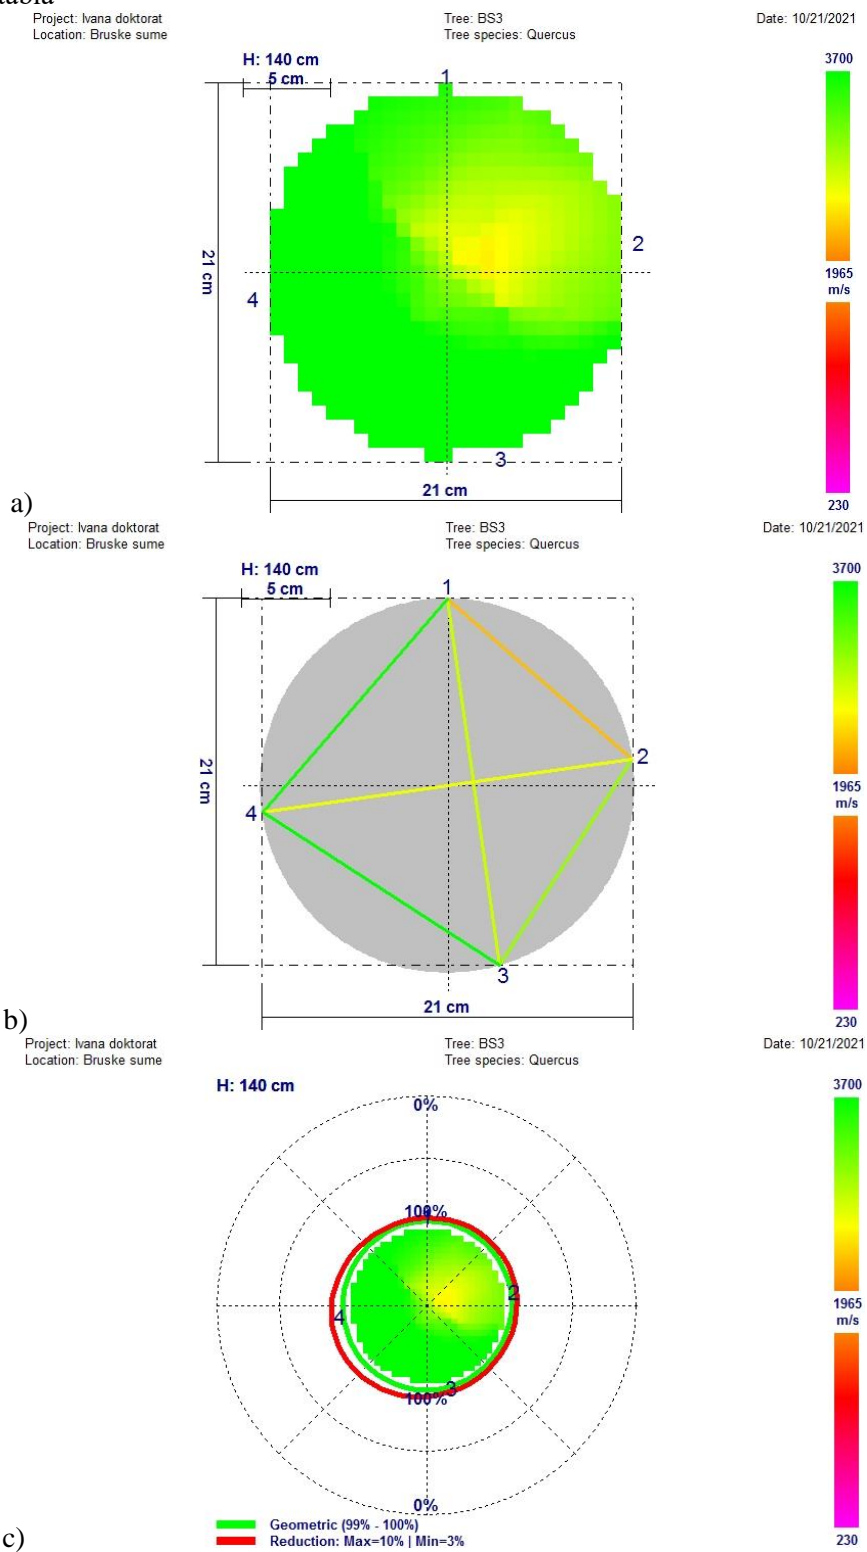 Project: Ivana doktorat Tree: BS3 Date: 10/21/2021
Location: Bruske sume Tree species: Quercus
H: 140 cm
5 cm
1
3700
2
21 cm
1965
m/s
4
3
21 cm
230
a)
Project: Ivana doktorat Tree: BS3 Date: 10/21/2021
Location: Bruske sume Tree species: Quercus
H: 140 cm
5 cm
1
3700
2
21 cm
1965
m/s
4
3
21 cm
230
b)
Project: Ivana doktorat Tree: BS3 Date: 10/21/2021
Location: Bruske sume Tree species: Quercus
H: 140 cm
3700
0%
100%
1
2
1965
m/s
4
3
100%
0%
Geometric (99% - 100%)
Reduction: Max=10% | Min=3%
230
c)